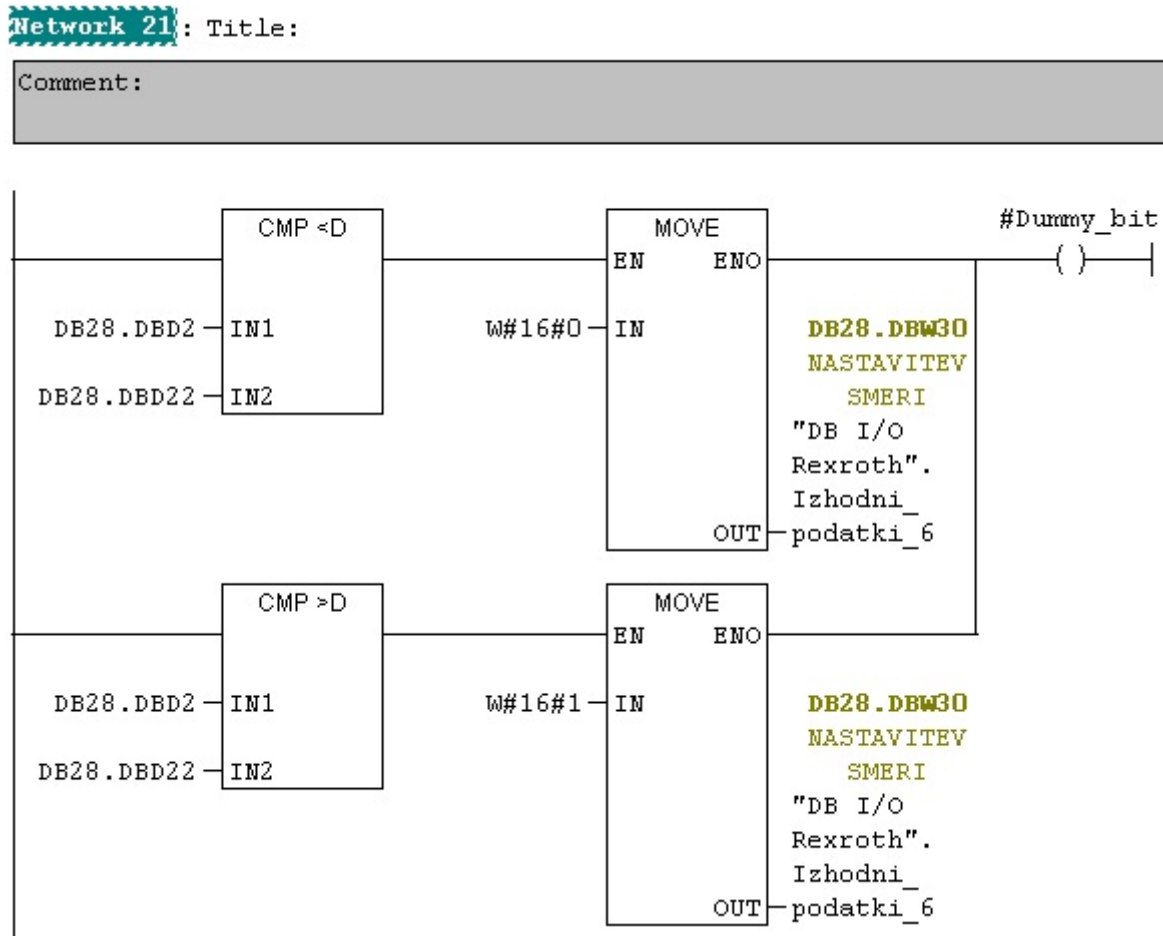 Network 21: Title:
Comment:
CMP <D
MOVE
#Dummy_bit
EN ENO
( )
DB28.DBD2 IN1
W#16#0 IN
DB28.DBW30
NASTAVITEV
DB28.DBD22 IN2
SMERI
"DB I/O
Rexroth".
Izhodni_
OUT podatki_6
CMP >D
MOVE
EN ENO
DB28.DBD2 IN1
W#16#1 IN
DB28.DBW30
NASTAVITEV
DB28.DBD22 IN2
SMERI
"DB I/O
Rexroth".
Izhodni_
OUT podatki_6